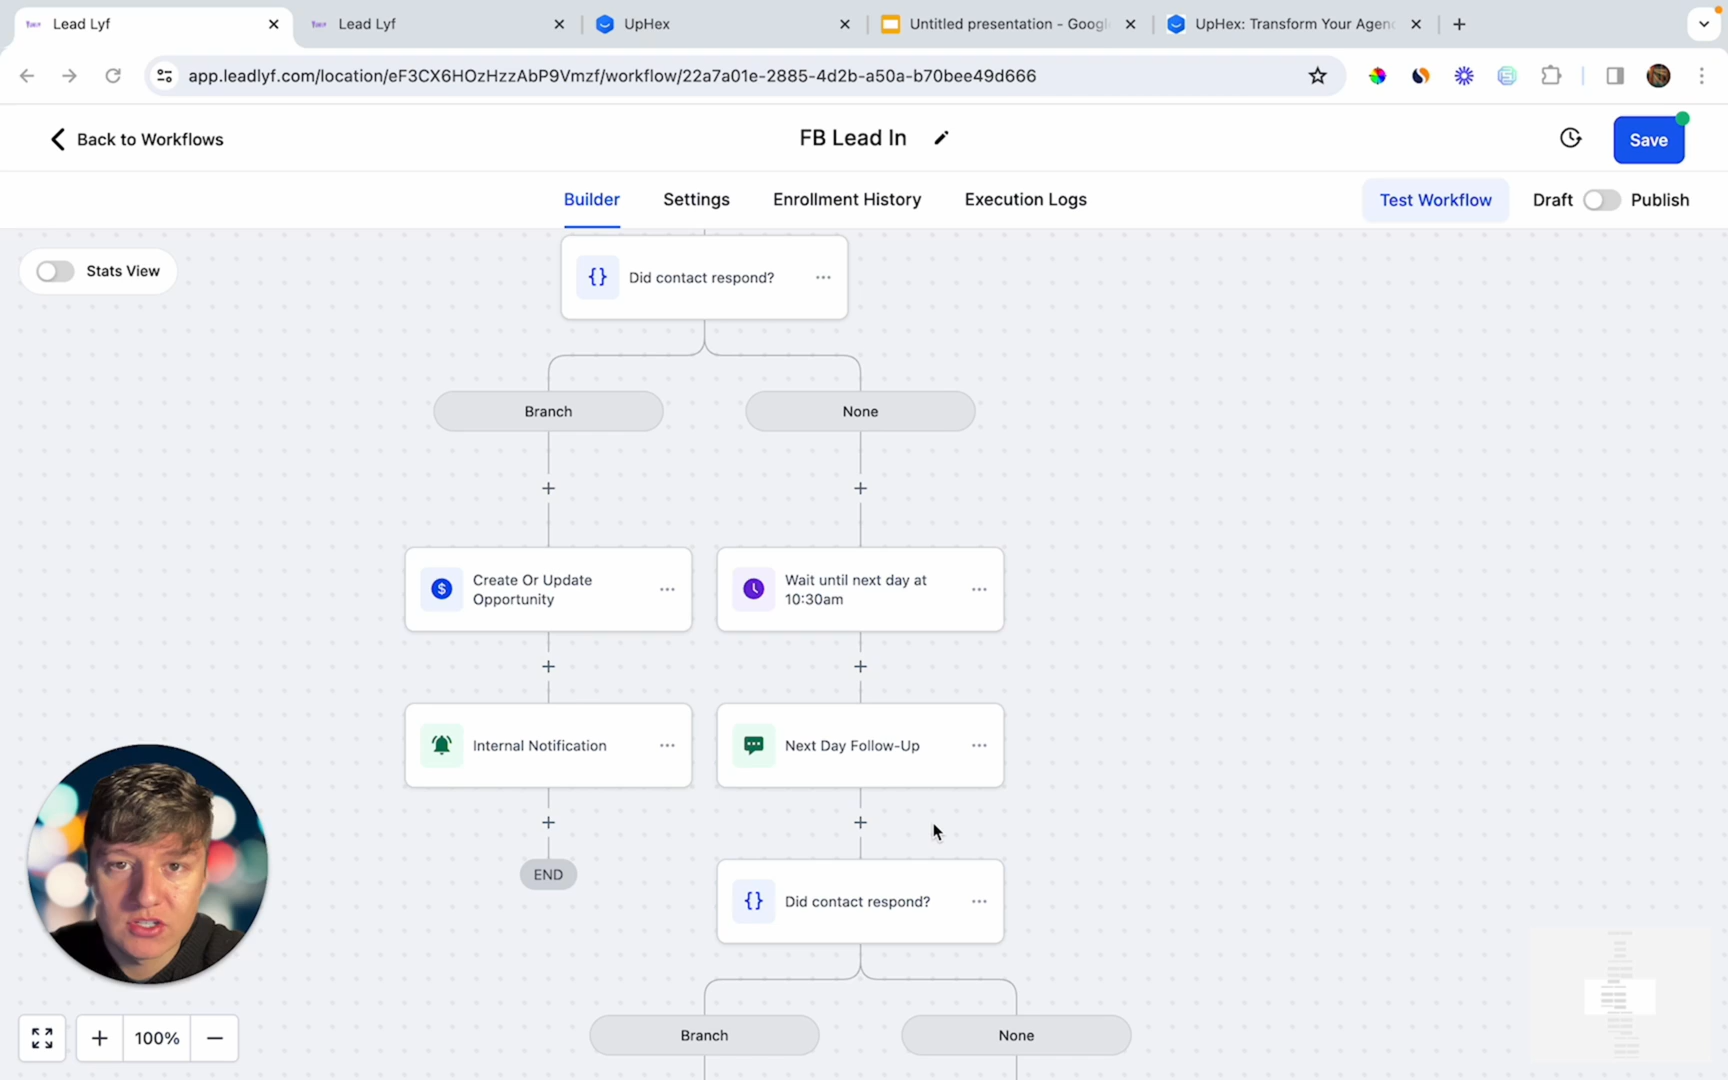 Lead Lyf
Lead Lyf
UpHex
Untitled presentation - Googl
UpHex: Transform Your Agenc
app.leadlyf.com/location/eF3CX6HOzHzzAbP9Vmzf/workflow/22a7a01e-2885-4d2b-a50a-b70bee49d666
Back to Workflows
FB Lead In
Save
Builder
Settings
Enrollment History
Execution Logs
Test Workflow
Draft
Publish
Stats View
Did contact respond?
Branch
None
Create Or Update
Opportunity
Wait until next day at
10:30am
Internal Notification
Next Day Follow-Up
END
Did contact respond?
Branch
None
100%